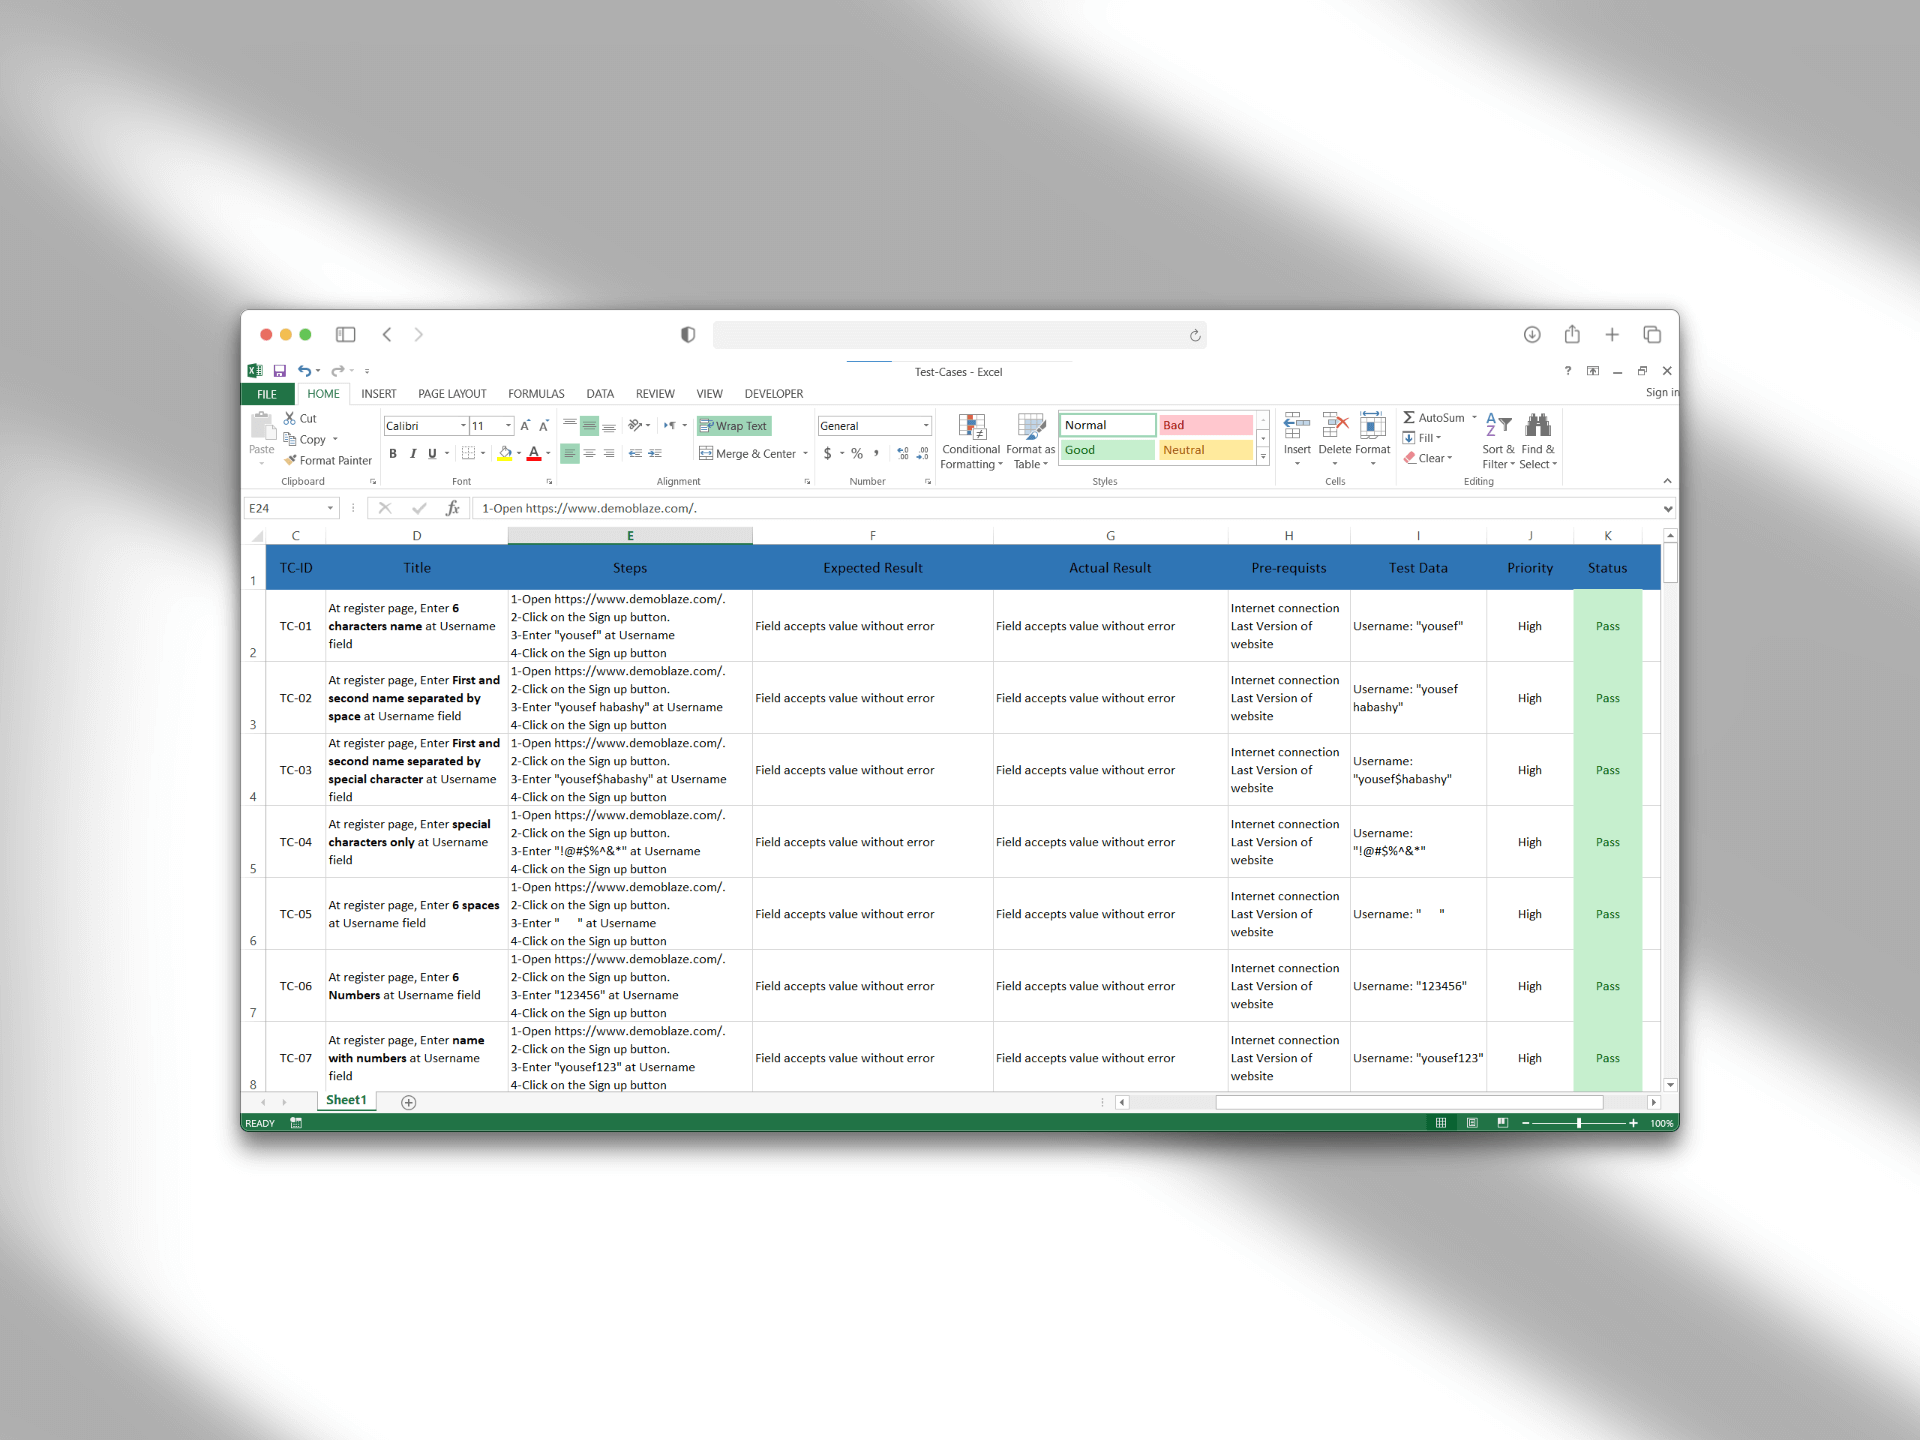 Test-Cases - Excel
?
FILE
HOME
INSERT
PAGE LAYOUT
FORMULAS
DATA
REVIEW
VIEW
DEVELOPER
Sign in
Paste
Cut
Copy
Format Painter
Clipboard
Calibri
11
B I U
Font
Wrap Text
Merge & Center
Alignment
General
$ % ,
Number
Conditional
Formatting
Format as
Table
Normal
Bad
Good
Neutral
Styles
Insert
Delete
Format
Cells
AutoSum
Fill
Clear
Sort &
Filter
Find &
Select
Editing
E24
fx
1-Open https://www.demoblaze.com/.
C D E F G H I J K
1 TC-ID Title Steps Expected Result Actual Result Pre-requists Test Data Priority Status
2
TC-01
At register page, Enter 6
characters name at Username
field
1-Open https://www.demoblaze.com/.
2-Click on the Sign up button.
3-Enter "yousef" at Username
4-Click on the Sign up button
Field accepts value without error
Field accepts value without error
Internet connection
Last Version of
website
Username: "yousef"
High
Pass
3
TC-02
At register page, Enter First and
second name separated by
space at Username field
1-Open https://www.demoblaze.com/.
2-Click on the Sign up button.
3-Enter "yousef habashy" at Username
4-Click on the Sign up button
Field accepts value without error
Field accepts value without error
Internet connection
Last Version of
website
Username: "yousef
habashy"
High
Pass
4
TC-03
At register page, Enter First and
second name separated by
special character at Username
field
1-Open https://www.demoblaze.com/.
2-Click on the Sign up button.
3-Enter "yousef$habashy" at Username
4-Click on the Sign up button
Field accepts value without error
Field accepts value without error
Internet connection
Last Version of
website
Username:
"yousef$habashy"
High
Pass
5
TC-04
At register page, Enter special
characters only at Username
field
1-Open https://www.demoblaze.com/.
2-Click on the Sign up button.
3-Enter "!@#$%^&*" at Username
4-Click on the Sign up button
Field accepts value without error
Field accepts value without error
Internet connection
Last Version of
website
Username:
"!@#$%^&*"
High
Pass
6
TC-05
At register page, Enter 6 spaces
at Username field
1-Open https://www.demoblaze.com/.
2-Click on the Sign up button.
3-Enter "      " at Username
4-Click on the Sign up button
Field accepts value without error
Field accepts value without error
Internet connection
Last Version of
website
Username: "      "
High
Pass
7
TC-06
At register page, Enter 6
Numbers at Username field
1-Open https://www.demoblaze.com/.
2-Click on the Sign up button.
3-Enter "123456" at Username
4-Click on the Sign up button
Field accepts value without error
Field accepts value without error
Internet connection
Last Version of
website
Username: "123456"
High
Pass
8
TC-07
At register page, Enter name
with numbers at Username
field
1-Open https://www.demoblaze.com/.
2-Click on the Sign up button.
3-Enter "yousef123" at Username
4-Click on the Sign up button
Field accepts value without error
Field accepts value without error
Internet connection
Last Version of
website
Username: "yousef123"
High
Pass
Sheet1
READY
100%